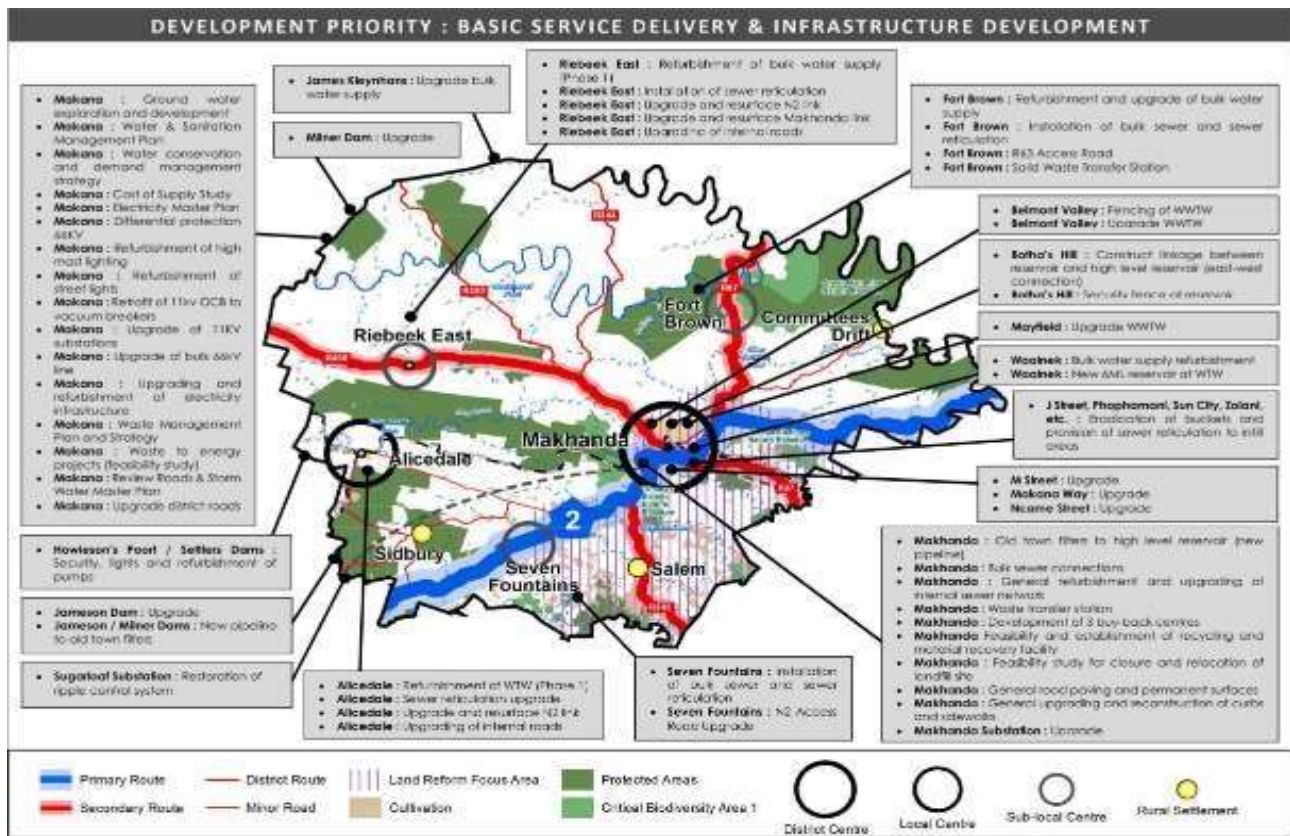 DEVELOPMENT PRIORITY : BASIC SERVICE DELIVERY & INFRASTRUCTURE DEVELOPMENT
• Makana : Ground water
exploration and development
• Makana : Water & Sanitation
Management Plan
• Makana : Water conservation
and demand management
strategy
• Makana : Cost of Supply Study
• Makana : Electricity Master Plan
• Makana : Differential protection
66KV
• Makana : Refurbishment of high
mast lighting
• Makana : Refurbishment of
street lights
• Makana : Retrofit of 11kv OCB to
vacuum breakers
• Makana : Upgrade of 11KV
substations
• Makana : Upgrade of bulk 66kV
line
• Makana : Upgrading and
refurbishment of electricity
infrastructure
• Makana : Waste Management
Plan and Strategy
• Makana : Waste to energy
projects (feasibility study)
• Makana : Review Roads & Storm
Water Master Plan
• Makana : Upgrade district roads
• James Kleynhans : Upgrade bulk
water supply
• Milner Dam : Upgrade
• Riebeek East : Refurbishment of bulk water supply
(Phase 1)
• Riebeek East : Installation of sewer reticulation
• Riebeek East : Upgrade and resurface N2 link
• Riebeek East : Upgrade and resurface Makhanda link
• Riebeek East : Upgrading of internal roads
• Fort Brown : Refurbishment and upgrade of bulk water
supply
• Fort Brown : Installation of bulk sewer and sewer
reticulation
• Fort Brown : R63 Access Road
• Fort Brown : Solid Waste Transfer Station
• Belmont Valley : Fencing of WWTW
• Belmont Valley : Upgrade WWTW
• Botha's Hill : Construct linkage between
reservoir and high level reservoir (east-west
connection)
• Botha's Hill : Security fence at reservoir
• Mayfield : Upgrade WWTW
• Waainek : Bulk water supply refurbishment
• Waainek : New 6ML reservoir at WTW
• J Street, Phaphamani, Sun City, Zolani,
etc. : Eradication of buckets and
provision of sewer reticulation to infill
areas
• M Street : Upgrade
• Makana Way : Upgrade
• Ncame Street : Upgrade
• Makhanda : Old town filters to high level reservoir (new
pipeline)
• Makhanda : Bulk sewer connections
• Makhanda : General refurbishment and upgrading of
internal sewer network
• Makhanda : Waste transfer station
• Makhanda : Development of 3 buy-back centres
• Makhanda Feasibility and establishment of recycling and
material recovery facility
• Makhanda : Feasibility study for closure and relocation of
landfill site
• Makhanda : General road paving and permanent surfaces
• Makhanda : General upgrading and reconstruction of curbs
and sidewalks
• Makhanda Substation : Upgrade
• Howieson's Poort / Settlers Dams :
Security, lights and refurbishment of
pumps
• Jameson Dam : Upgrade
• Jameson / Milner Dams : New pipeline
to old town filters
• Sugarloaf Substation : Restoration of
ripple control system
• Alicedale : Refurbishment of WTW (Phase 1)
• Alicedale : Sewer reticulation upgrade
• Alicedale : Upgrade and resurface N2 link
• Alicedale : Upgrading of internal roads
• Seven Fountains : Installation
of bulk sewer and sewer
reticulation
• Seven Fountains : N2 Access
Road Upgrade
Riebeek East
Fort
Brown
Committees
Drift
Makhanda
Alicedale
Sidbury
Seven
Fountains
Salem
2
R67
Primary Route
Secondary Route
District Route
Minor Road
Land Reform Focus Area
Cultivation
Protected Areas
Critical Biodiversity Area 1
District Centre
Local Centre
Sub-local Centre
Rural Settlement